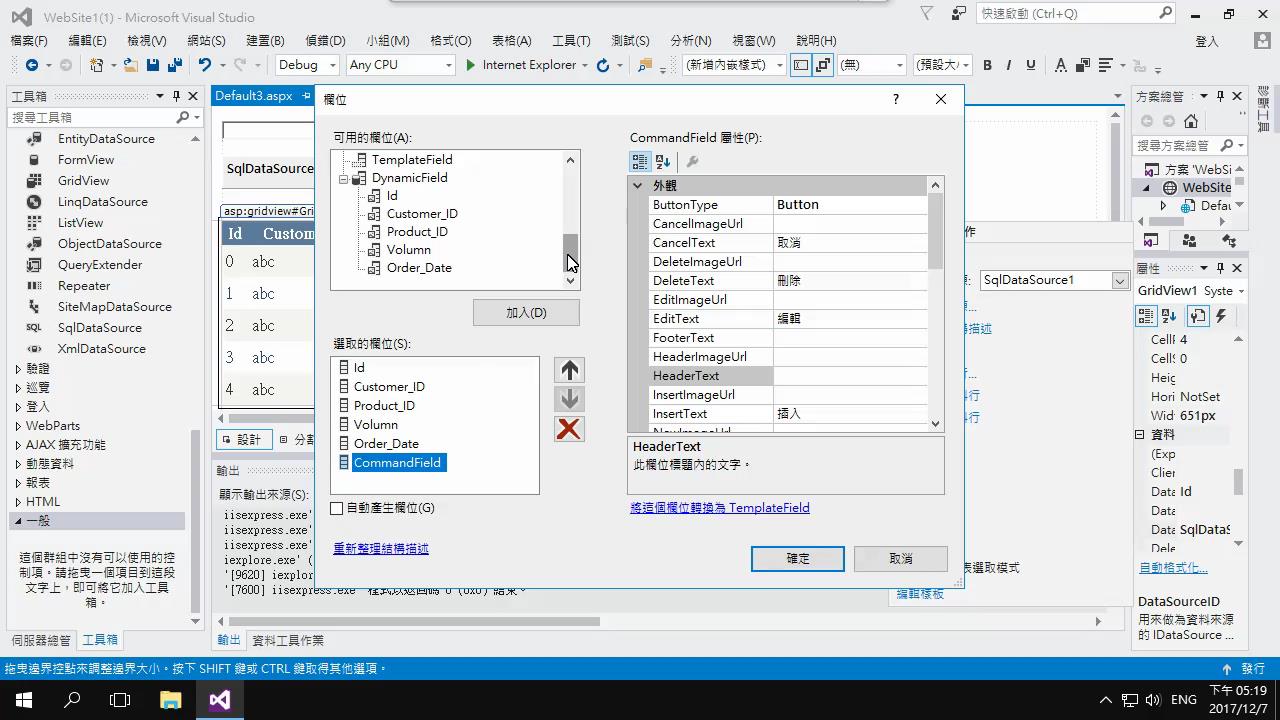 WebSite1(1) - Microsoft Visual Studio
快速啟動 (Ctrl+Q)
檔案(F) 編輯(E) 檢視(V) 網站(S) 建置(B) 偵錯(D) 小組(M) 格式(O) 表格(A) 工具(T) 測試(S) 分析(N) 視窗(W) 說明(H)
登入
Debug Any CPU Internet Explorer (新增內嵌樣式) (無) (預設大 B I U A
工具箱
搜尋工具箱
EntityDataSource
FormView
GridView
LinqDataSource
ListView
ObjectDataSource
QueryExtender
Repeater
SiteMapDataSource
SQL SqlDataSource
XmlDataSource
驗證
巡覽
登入
WebParts
AJAX 擴充功能
動態資料
報表
HTML
一般
這個群組中沒有可以使用的控
制項。請拖曳一個項目到這段
文字上，即可將它加入工具
箱。
伺服器總管 工具箱
Default3.aspx
SqlDataSource
asp:gridview#Gri
Id Custom
0 abc
1 abc
2 abc
3 abc
4 abc
設計 分割
輸出
顯示輸出來源(S):
iisexpress.exe'
iisexpress.exe'
iisexpress.exe'
iexplore.exe' (
'[9620] iexplor
'[7600] iisexpress.exe
輸出 資料工具作業
欄位
?
可用的欄位(A):
TemplateField
DynamicField
Id
Customer_ID
Product_ID
Volumn
Order_Date
加入(D)
選取的欄位(S):
Id
Customer_ID
Product_ID
Volumn
Order_Date
CommandField
自動產生欄位(G)
重新整理結構描述
CommandField 屬性(P):
外觀
ButtonType Button
CancelImageUrl
CancelText 取消
DeleteImageUrl
DeleteText 刪除
EditImageUrl
EditText 編輯
FooterText
HeaderImageUrl
HeaderText
InsertImageUrl
InsertText 插入
NewImageUrl
HeaderText
此欄位標題內的文字。
將這個欄位轉換為 TemplateField
確定 取消
作
SqlDataSource1
構描述
選取模式
編輯樣板
方案總管
搜尋方案總管
方案 'WebSi
WebSite
Defau
屬性
GridView1 Syste
Cell 4
Cell 0
Heig
Hori NotSet
Wid 651px
資料
(Exp
Clier
Data Id
Data
Data SqlDataS
Dele
自動格式化...
DataSourceID
用來做為資料來源
的 IDataSource ...
拖曳邊界控點來調整邊界大小。按下 SHIFT 鍵或 CTRL 鍵取得其他選項。
發行
ENG
下午 05:19
2017/12/7